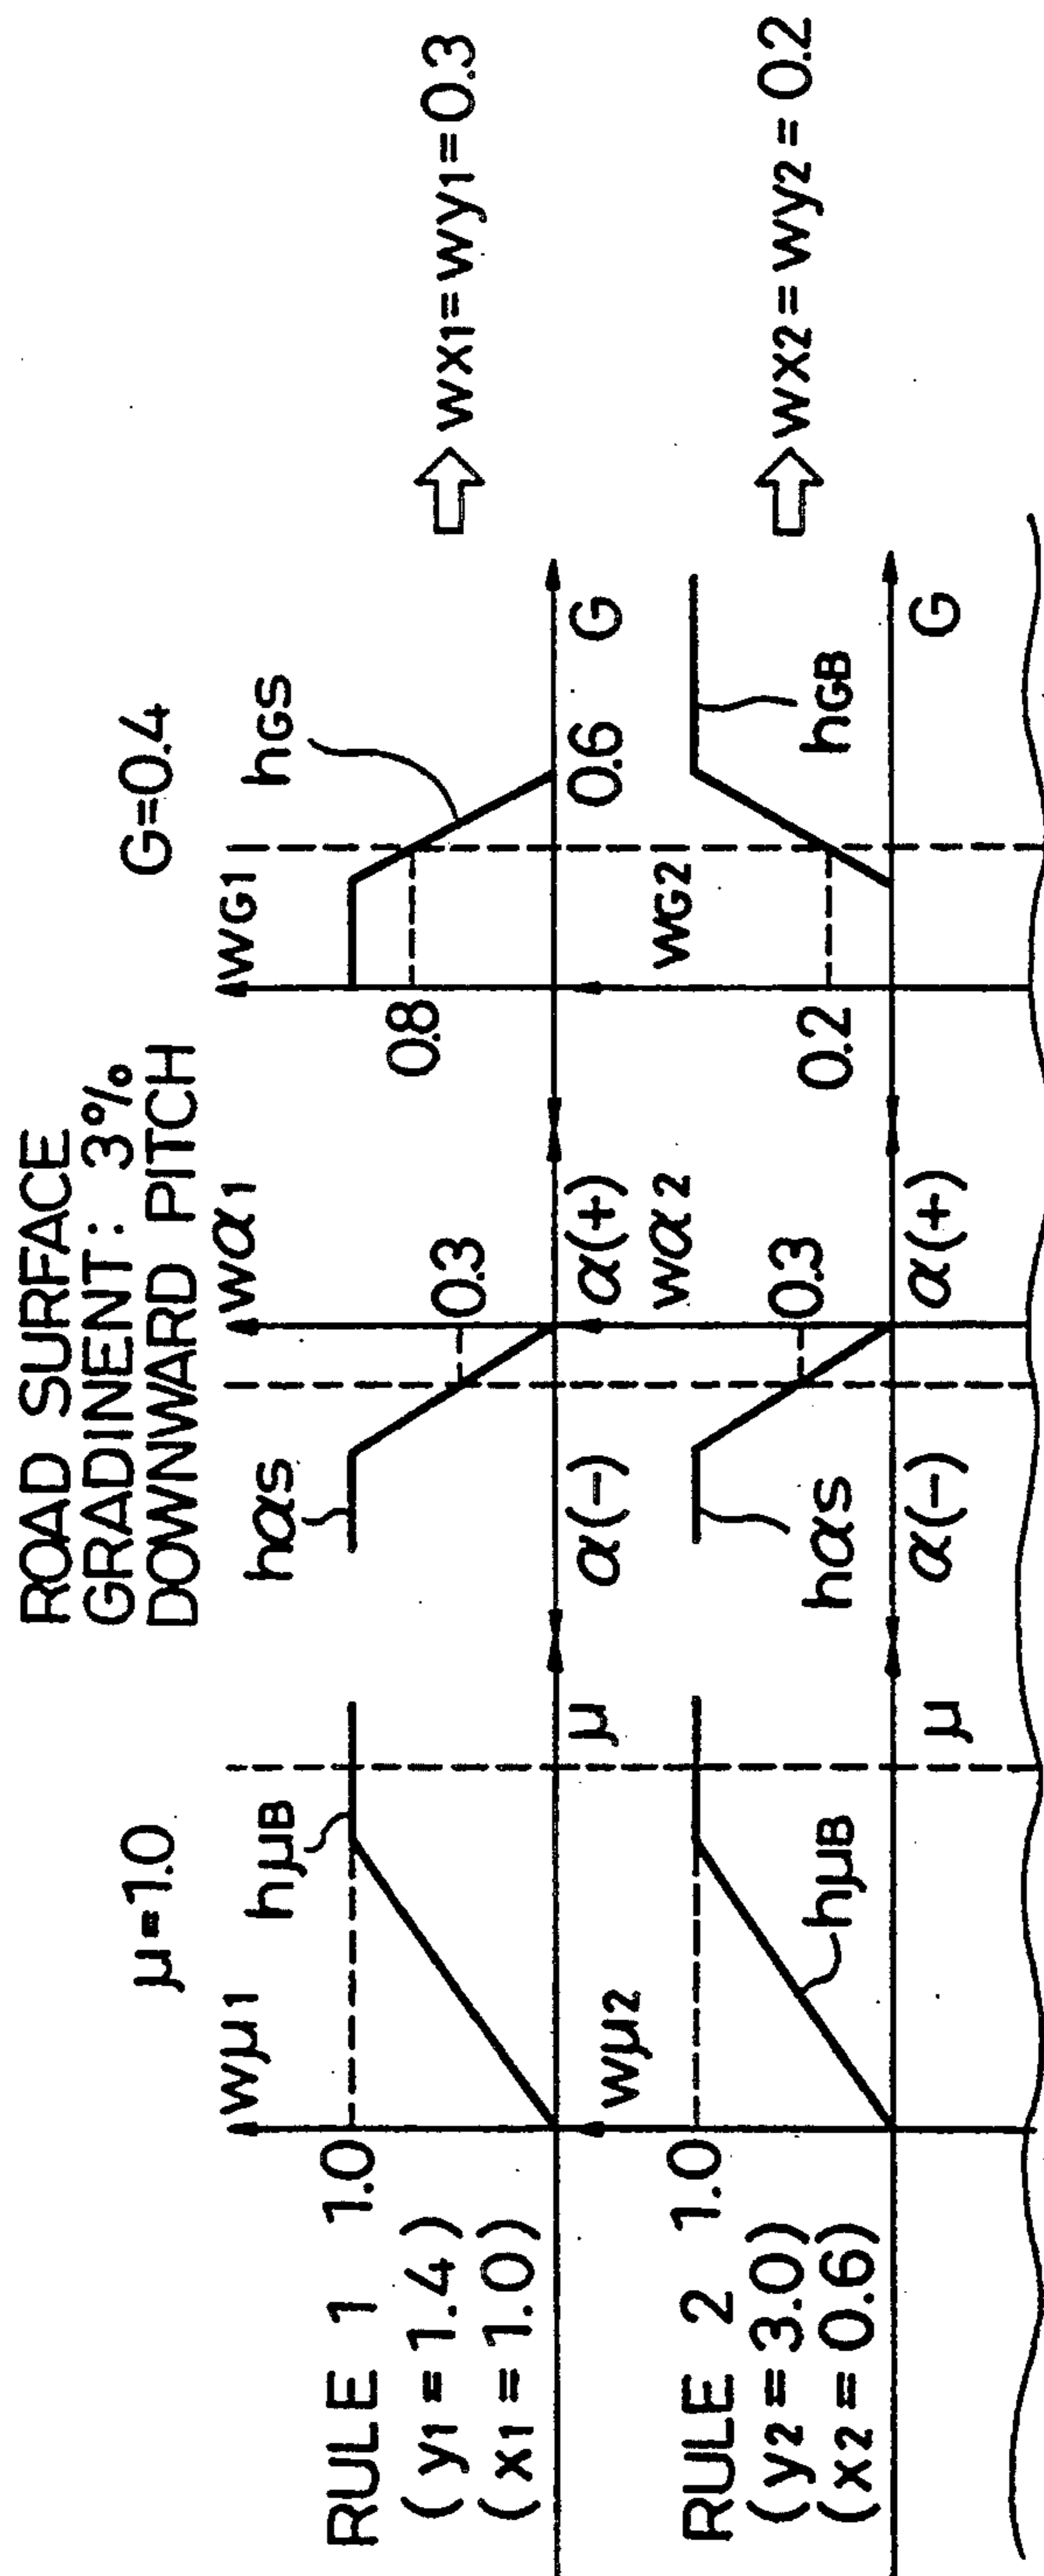 ROAD SURFACE
GRADINENT: 3%
DOWNWARD PITCH
μ=1.0
G=0.4
RULE 1
(y1=1.4)
(x1=1.0)
wμ1
1.0
hμB
μ
wα1
hαS
0.3
α(-)
α(+)
wG1
0.8
hGS
0.6
G
wx1=wy1=0.3
RULE 2
(y2=3.0)
(x2=0.6)
wμ2
1.0
hμB
μ
wα2
hαS
0.3
α(-)
α(+)
wG2
0.2
hGB
G
wx2=wy2=0.2